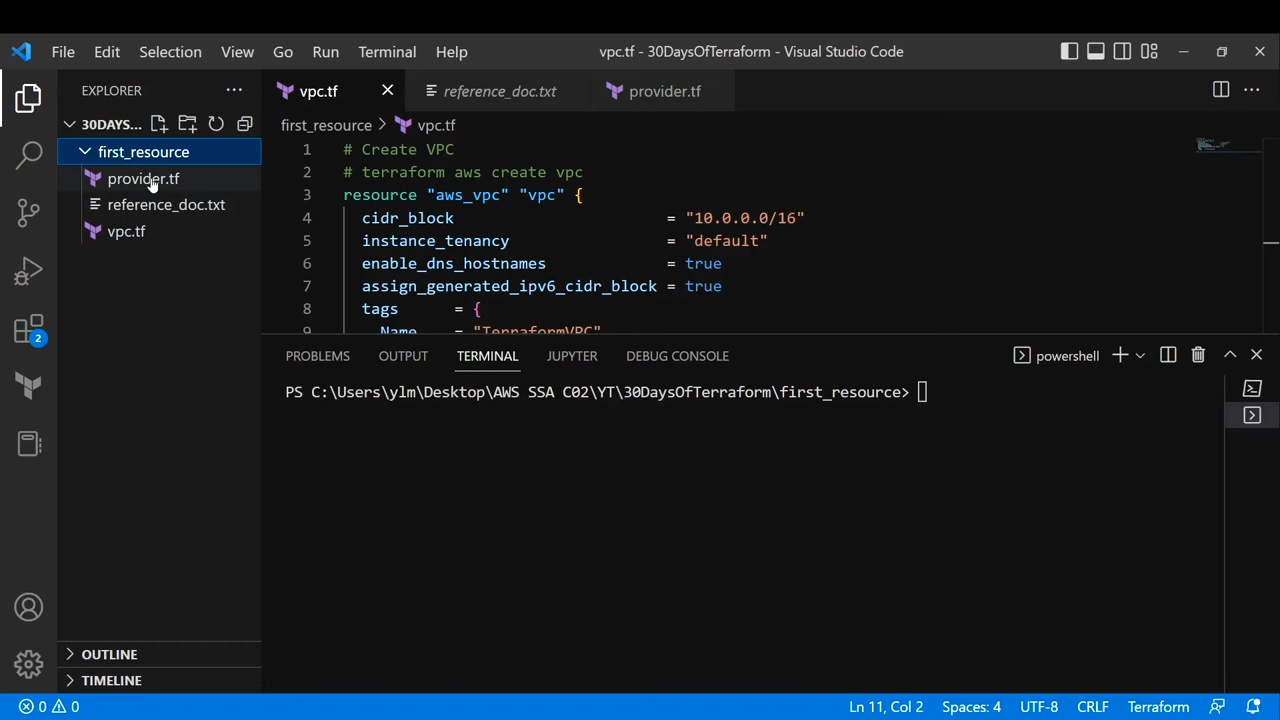 File Edit Selection View Go Run Terminal Help
vpc.tf - 30DaysOfTerraform - Visual Studio Code
EXPLORER
30DAYS...
first_resource
provider.tf
reference_doc.txt
vpc.tf
OUTLINE
TIMELINE
2
vpc.tf reference_doc.txt provider.tf
first_resource > vpc.tf
1 # Create VPC
2 # terraform aws create vpc
3 resource "aws_vpc" "vpc" {
4 cidr_block = "10.0.0.0/16"
5 instance_tenancy = "default"
6 enable_dns_hostnames = true
7 assign_generated_ipv6_cidr_block = true
8 tags = {
9 Name = "TerraformVPC"
PROBLEMS OUTPUT TERMINAL JUPYTER DEBUG CONSOLE
powershell
PS C:\Users\ylm\Desktop\AWS SSA C02\YT\30DaysOfTerraform\first_resource>
0 0
Ln 11, Col 2 Spaces: 4 UTF-8 CRLF Terraform